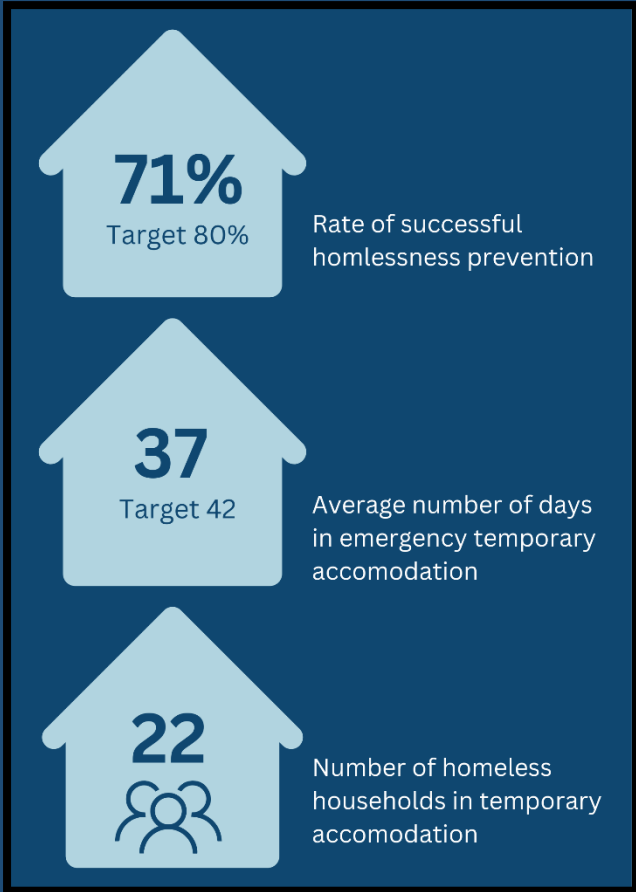 71%
Target 80%
Rate of successful
homlessness prevention
37
Target 42
Average number of days
in emergency temporary
accomodation
22
Number of homeless
households in temporary
accomodation